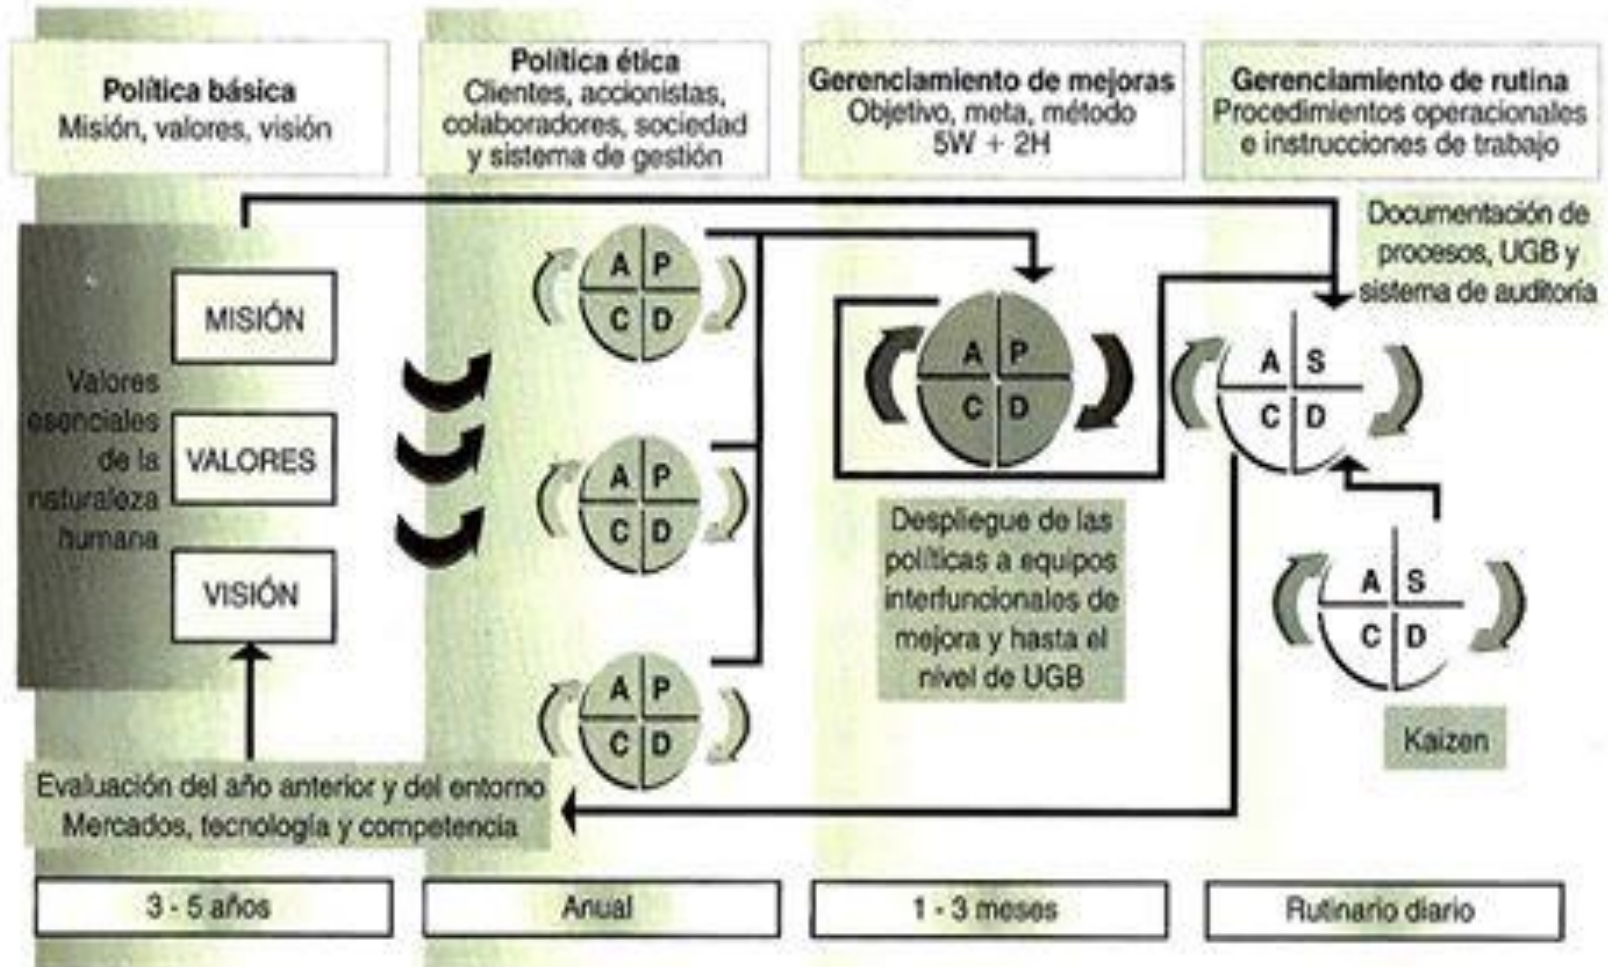 Política básica
Misión, valores, visión
Política ética
Clientes, accionistas,
colaboradores, sociedad
y sistema de gestión
Gerenciamiento de mejoras
Objetivo, meta, método
5W + 2H
Gerenciamiento de rutina
Procedimientos operacionales
e instrucciones de trabajo
Documentación de
procesos, UGB y
sistema de auditoría
Valores
esenciales
de la
naturaleza
humana
MISIÓN
VALORES
VISIÓN
A P
C D
A P
C D
A P
C D
A P
C D
Despliegue de las
políticas a equipos
interfuncionales de
mejora y hasta el
nivel de UGB
A S
C D
A S
C D
Kaizen
Evaluación del año anterior y del entorno
Mercados, tecnología y competencia
3 - 5 años
Anual
1 - 3 meses
Rutinario diario